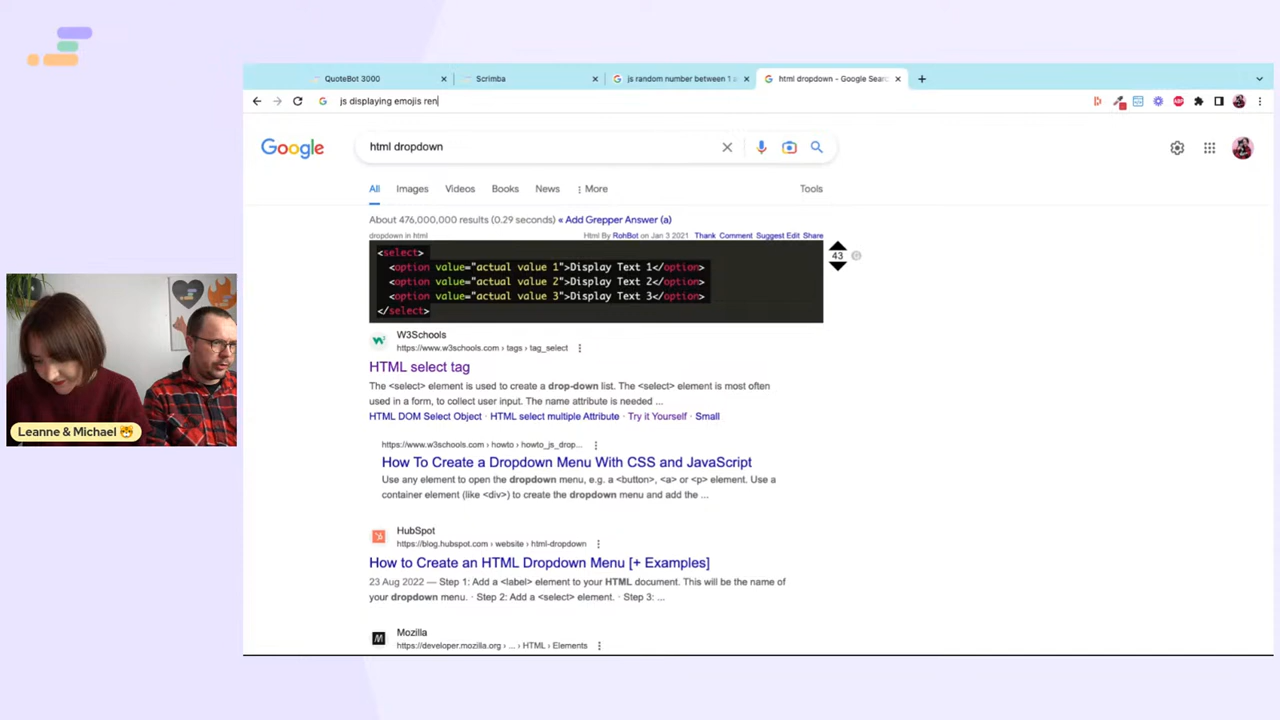 QuoteBot 3000
Scrimba
js random number between 1 a
html dropdown - Google Sear
js displaying emojis ren
Google
html dropdown
All
Images
Videos
Books
News
More
Tools
About 476,000,000 results (0.29 seconds) « Add Grepper Answer (a)
dropdown in html
Html By RohBot on Jan 3 2021 Thank Comment Suggest Edit Share
<select>
<option value="actual value 1">Display Text 1</option>
<option value="actual value 2">Display Text 2</option>
<option value="actual value 3">Display Text 3</option>
</select>
43
W3Schools
https://www.w3schools.com › tags › tag_select
HTML select tag
The <select> element is used to create a drop-down list. The <select> element is most often
used in a form, to collect user input. The name attribute is needed ...
HTML DOM Select Object · HTML select multiple Attribute · Try it Yourself · Small
https://www.w3schools.com › howto › howto_js_drop...
How To Create a Dropdown Menu With CSS and JavaScript
Use any element to open the dropdown menu, e.g. a <button>, <a> or <p> element. Use a
container element (like <div>) to create the dropdown menu and add the ...
HubSpot
https://blog.hubspot.com › website › html-dropdown
How to Create an HTML Dropdown Menu [+ Examples]
23 Aug 2022 — Step 1: Add a <label> element to your HTML document. This will be the name of
your dropdown menu. · Step 2: Add a <select> element. · Step 3: ...
Mozilla
https://developer.mozilla.org › ... › HTML › Elements
Leanne & Michael 🐯